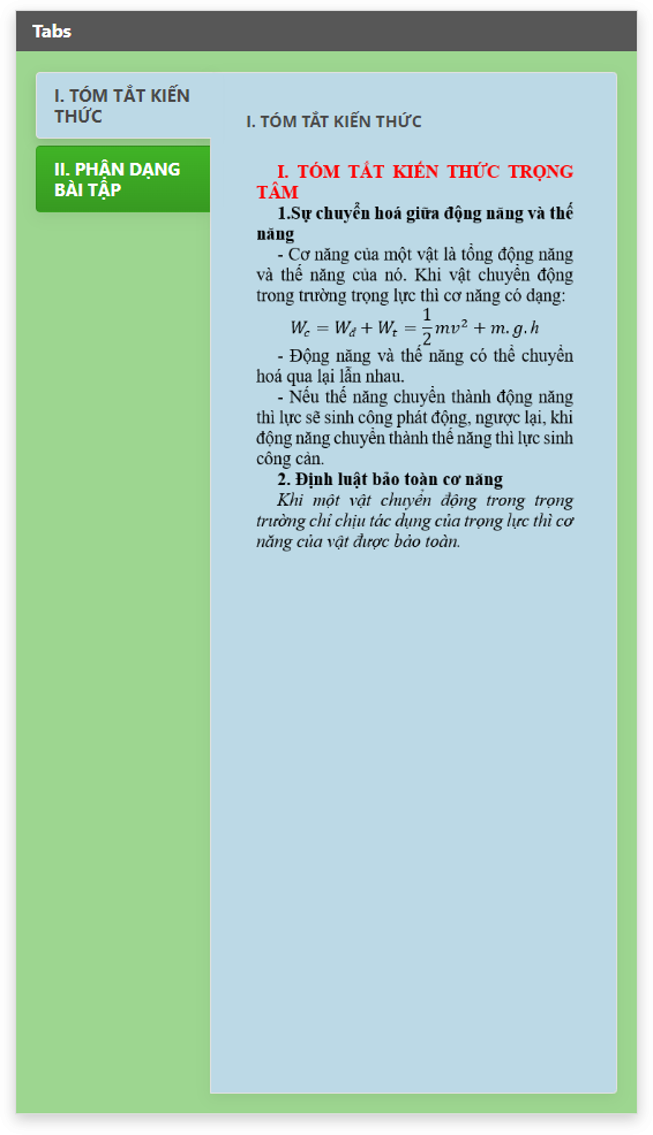 Tabs
I. TÓM TẮT KIẾN
THỨC
II. PHẬN DẠNG
BÀI TẬP
I. TÓM TẮT KIẾN THỨC
I. TÓM TẮT KIẾN THỨC TRỌNG
TÂM
1.Sự chuyển hoá giữa động năng và thế
năng
- Cơ năng của một vật là tổng động năng
và thế năng của nó. Khi vật chuyển động
trong trường trọng lực thì cơ năng có dạng:
W_c = W_đ + W_t = \frac{1}{2}mv² + m.g.h
- Động năng và thế năng có thể chuyển
hoá qua lại lẫn nhau.
- Nếu thế năng chuyển thành động năng
thì lực sẽ sinh công phát động, ngược lại, khi
động năng chuyển thành thế năng thì lực sinh
công cản.
2. Định luật bảo toàn cơ năng
Khi một vật chuyển động trong trọng
trường chỉ chịu tác dụng của trọng lực thì cơ
năng của vật được bảo toàn.